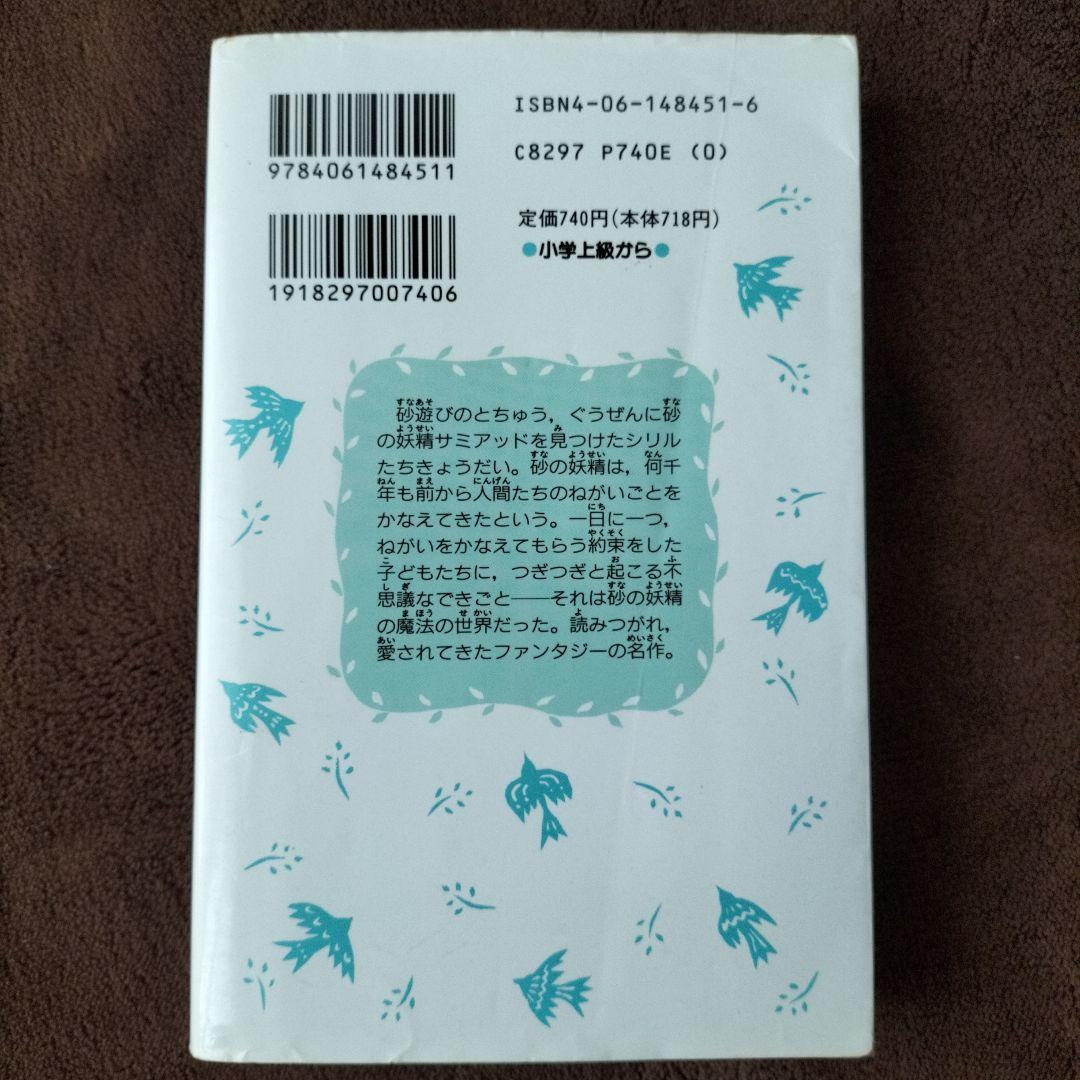 ISBN4-06-148451-6
C8297 P740E (0)
9784061484511
定価740円(本体718円)
●小学上級から●
1918297007406
砂遊びのとちゅう，ぐうぜんに砂
の妖精サミアッドを見つけたシリル
たちきょうだい。砂の妖精は，何千
年も前から人間たちのねがいごとを
かなえてきたという。一日に一つ，
ねがいをかなえてもらう約束をした
子どもたちに，つぎつぎと起こる不
思議なできごと──それは砂の妖精
の魔法の世界だった。読みつがれ，
愛されてきたファンタジーの名作。